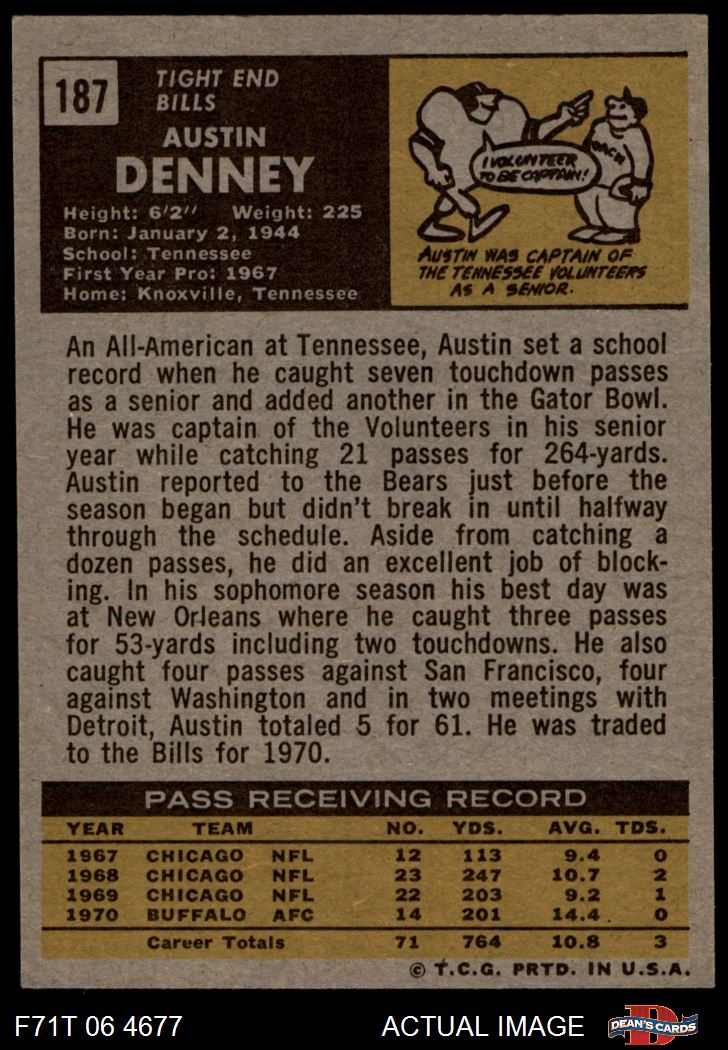 187
TIGHT END
BILLS
AUSTIN
DENNEY
Height: 6'2" Weight: 225
Born: January 2, 1944
School: Tennessee
First Year Pro: 1967
Home: Knoxville, Tennessee
I VOLUNTEER
TO BE CAPTAIN!
COACH
AUSTIN WAS CAPTAIN OF
THE TENNESSEE VOLUNTEERS
AS A SENIOR.
An All-American at Tennessee, Austin set a school
record when he caught seven touchdown passes
as a senior and added another in the Gator Bowl.
He was captain of the Volunteers in his senior
year while catching 21 passes for 264-yards.
Austin reported to the Bears just before the
season began but didn't break in until halfway
through the schedule. Aside from catching a
dozen passes, he did an excellent job of block-
ing. In his sophomore season his best day was
at New Orleans where he caught three passes
for 53-yards including two touchdowns. He also
caught four passes against San Francisco, four
against Washington and in two meetings with
Detroit, Austin totaled 5 for 61. He was traded
to the Bills for 1970.
PASS RECEIVING RECORD
YEAR TEAM NO. YDS. AVG. TDS.
1967 CHICAGO NFL 12 113 9.4 0
1968 CHICAGO NFL 23 247 10.7 2
1969 CHICAGO NFL 22 203 9.2 1
1970 BUFFALO AFC 14 201 14.4 0
Career Totals 71 764 10.8 3
© T.C.G. PRTD. IN U.S.A.
F71T 06 4677 ACTUAL IMAGE
D
DEAN'S CARDS